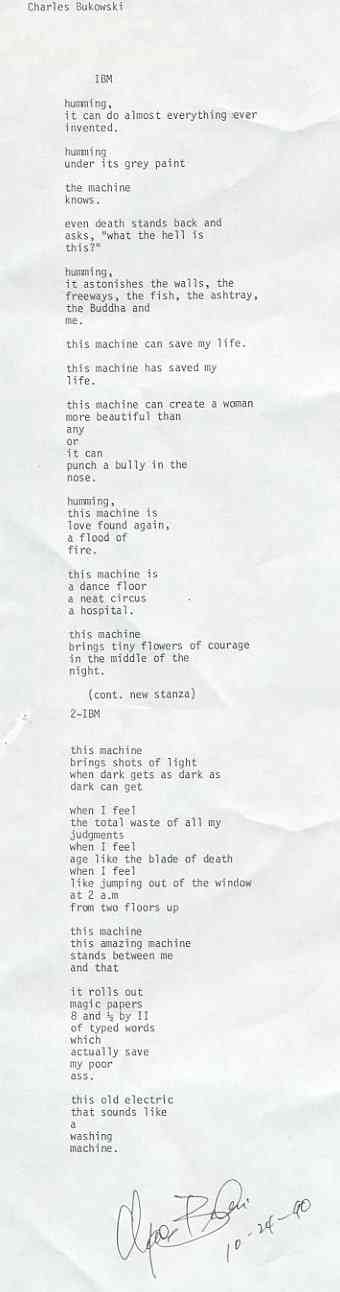 Charles Bukowski
IBM
humming,
it can do almost everything ever
invented.
humming
under its grey paint
the machine
knows.
even death stands back and
asks, "what the hell is
this?"
humming,
it astonishes the walls, the
freeways, the fish, the ashtray,
the Buddha and
me.
this machine can save my life.
this machine has saved my
life.
this machine can create a woman
more beautiful than
any
or
it can
punch a bully in the
nose.
humming,
this machine is
love found again,
a flood of
fire.
this machine is
a dance floor
a neat circus
a hospital.
this machine
brings tiny flowers of courage
in the middle of the
night.
(cont. new stanza)
2-IBM
this machine
brings shots of light
when dark gets as dark as
dark can get
when I feel
the total waste of all my
judgments
when I feel
age like the blade of death
when I feel
like jumping out of the window
at 2 a.m
from two floors up
this machine
this amazing machine
stands between me
and that
it rolls out
magic papers
8 and ½ by II
of typed words
which
actually save
my poor
ass.
this old electric
that sounds like
a
washing
machine.
10-24-90